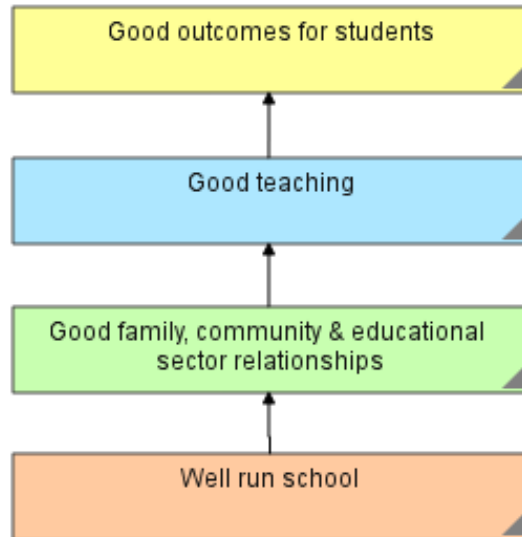 Good outcomes for students
Good teaching
Good family, community & educational
sector relationships
Well run school